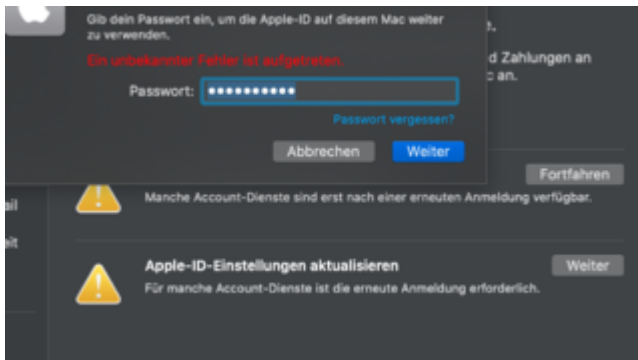 Gib dein Passwort ein, um die Apple-ID auf diesem Mac weiter
zu verwenden.
Ein unbekannter Fehler ist aufgetreten.
Passwort: ••••••••••
Passwort vergessen?
Abbrechen
Weiter
d Zahlungen an
c an.
Fortfahren
Manche Account-Dienste sind erst nach einer erneuten Anmeldung verfügbar.
ail
eit
Apple-ID-Einstellungen aktualisieren
Weiter
Für manche Account-Dienste ist die erneute Anmeldung erforderlich.